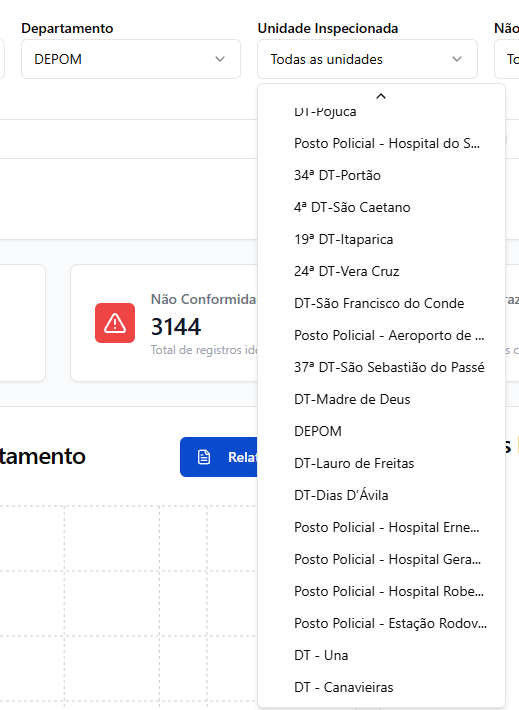 Departamento
Unidade Inspecionada
Não
DEPOM
Todas as unidades
To
DT-Pojuca
Posto Policial - Hospital do S...
34ª DT-Portão
4ª DT-São Caetano
19ª DT-Itaparica
24ª DT-Vera Cruz
DT-São Francisco do Conde
Posto Policial - Aeroporto de ...
37ª DT-São Sebastião do Passé
DT-Madre de Deus
DEPOM
DT-Lauro de Freitas
DT-Dias D’Ávila
Posto Policial - Hospital Erne...
Posto Policial - Hospital Gera...
Posto Policial - Hospital Robe...
Posto Policial - Estação Rodov...
DT - Una
DT - Canavieiras
Não Conformida
3144
Total de registros ide
raz
s c
tamento
Relat
s